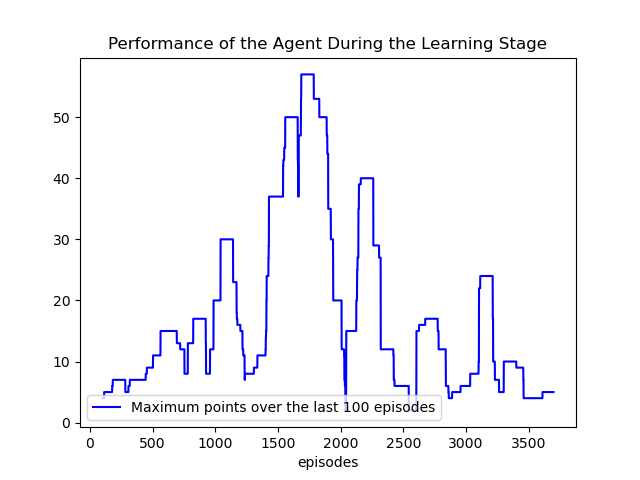 Performance of the Agent During the Learning Stage
50
40
30
20
10
0
Maximum points over the last 100 episodes
0 500 1000 1500 2000 2500 3000 3500
episodes